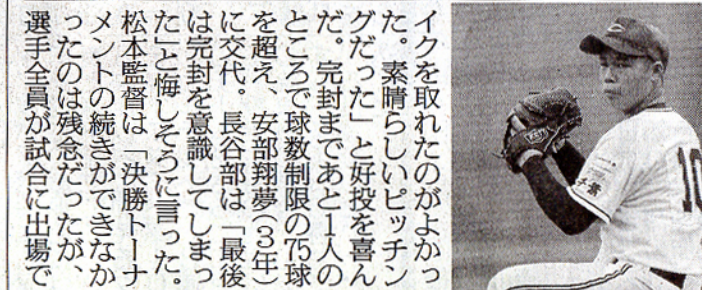 イクを取れたのがよかっ
た。素晴らしいピッチン
グだった」と好投を喜ん
だ。完封まであと1人の
ところで球数制限の75球
を超え、安部翔夢(3年)
に交代。長谷部は「最後
は完封を意識してしまっ
た」と悔しそうに言った。
松本監督は「決勝トーナ
メントの続きができなか
ったのは残念だったが、
選手全員が試合に出場で
千葉
10